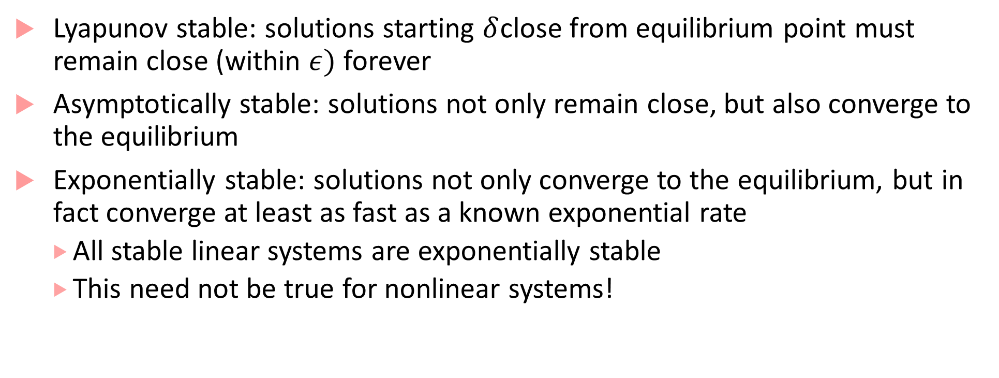 Lyapunov stable: solutions starting δ close from equilibrium point must
remain close (within ϵ) forever
Asymptotically stable: solutions not only remain close, but also converge to
the equilibrium
Exponentially stable: solutions not only converge to the equilibrium, but in
fact converge at least as fast as a known exponential rate
All stable linear systems are exponentially stable
This need not be true for nonlinear systems!